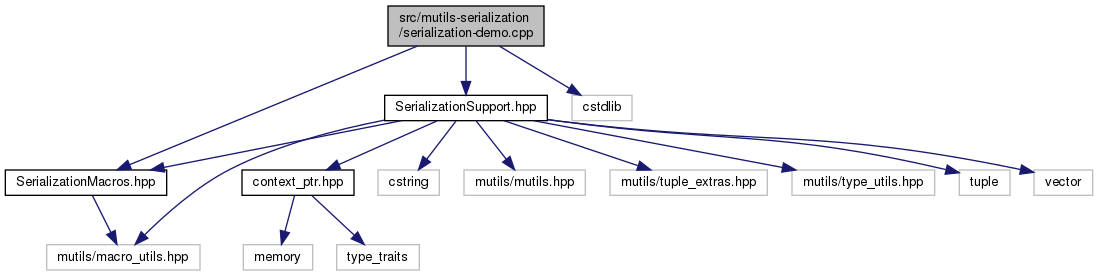 src/mutils-serialization
/serialization-demo.cpp
SerializationSupport.hpp
cstdlib
SerializationMacros.hpp
context_ptr.hpp
cstring
mutils/mutils.hpp
mutils/tuple_extras.hpp
mutils/type_utils.hpp
tuple
vector
mutils/macro_utils.hpp
memory
type_traits